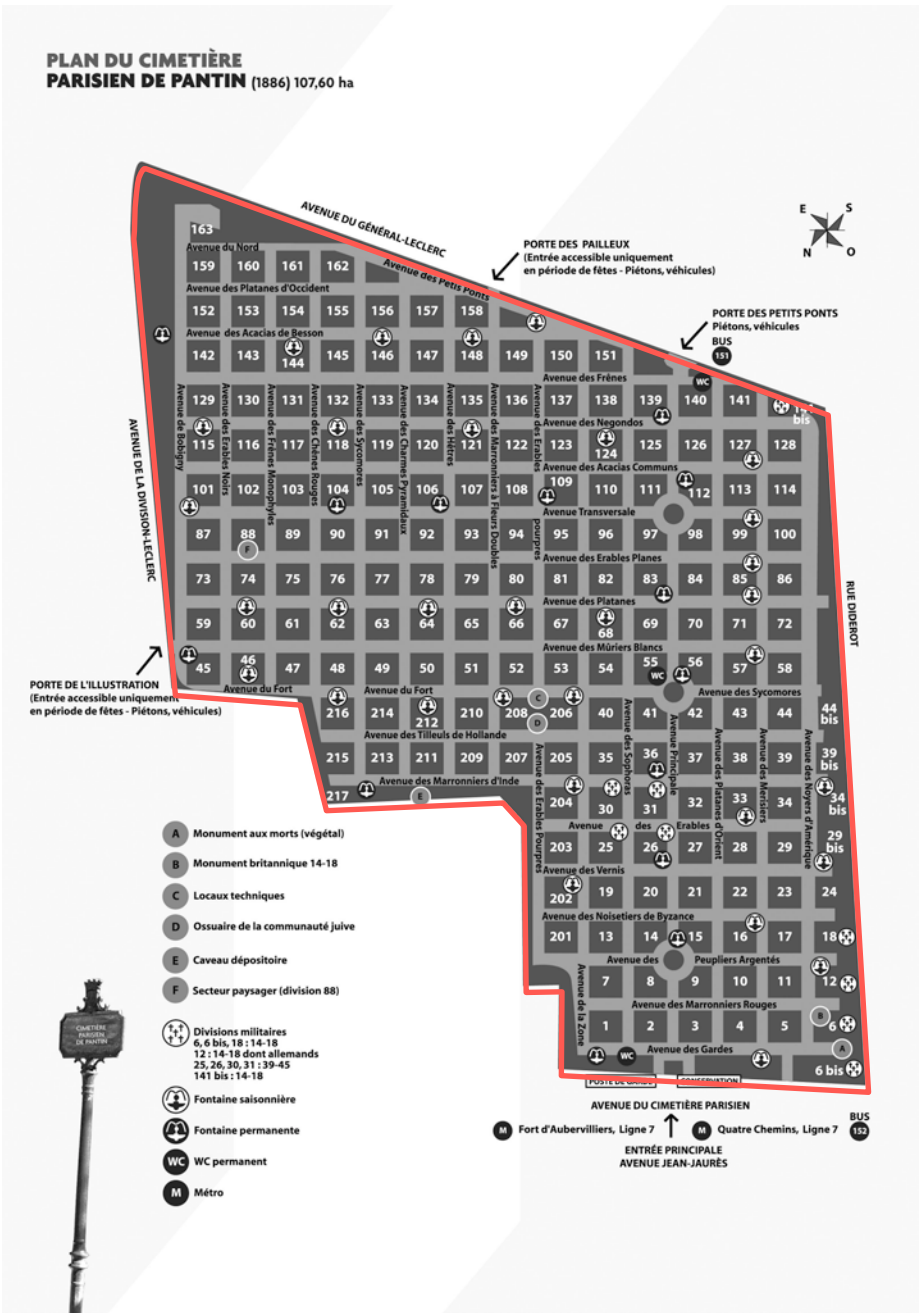 PLAN DU CIMETIÈRE
PARISIEN DE PANTIN (1886) 107,60 ha
AVENUE DU GÉNÉRAL-LECLERC
E S
N O
PORTE DES PAILLEUX
(Entrée accessible uniquement
en période de fêtes - Piétons, véhicules)
PORTE DES PETITS PONTS
Piétons, véhicules
BUS
151
163
Avenue du Nord
Avenue des Petits Ponts
159 160 161 162
Avenue des Platanes d'Occident
152 153 154 155 156 157 158
Avenue des Acacias de Besson
142 143 144 145 146 147 148 149 150 151
Avenue des Frênes
WC
129 130 131 132 133 134 135 136 137 138 139 140 141
bis
Avenue des Negondos
115 116 117 118 119 120 121 122 123 124 125 126 127 128
Avenue des Acacias Communs
101 102 103 104 105 106 107 108 109 110 111 112 113 114
Avenue Transversale
87 88 89 90 91 92 93 94 95 96 97 98 99 100
F
Avenue des Erables Planes
73 74 75 76 77 78 79 80 81 82 83 84 85 86
Avenue des Platanes
59 60 61 62 63 64 65 66 67 68 69 70 71 72
Avenue des Mûriers Blancs
45 46 47 48 49 50 51 52 53 54 55 56 57 58
WC
Avenue du Fort
Avenue du Fort
Avenue des Sycomores
216 214 212 210 208 206 40 41 42 43 44 44 bis
C
D
Avenue des Tilleuls de Hollande
215 213 211 209 207 205 35 36 37 38 39 39 bis
Avenue des Marronniers d'Inde
217
E
204 30 31 32 33 34 34 bis
Avenue des Erables
203 25 26 27 28 29 29 bis
Avenue des Vernis
202 19 20 21 22 23 24
Avenue des Noisetiers de Byzance
201 13 14 15 16 17 18
Avenue des Peupliers Argentés
7 8 9 10 11 12
Avenue des Marronniers Rouges
B
1 2 3 4 5 6
Avenue des Gardes
A
WC
6 bis
Avenue de Bobigny
Avenue des Erables Noirs
Avenue des Frênes Monophyles
Avenue des Chênes Rouges
Avenue des Sycomores
Avenue des Charme Pyramidaux
Avenue des Hêtres
Avenue des Marronniers à Fleurs Doubles
Avenue des Erables pourpres
Avenue des Erables Pourpres
Avenue des Sophoras
Avenue Principale
Avenue des Platanes d'Orient
Avenue des Merisiers
Avenue des Noyers d'Amérique
Avenue de la Zone
AVENUE DE LA DIVISION-LECLERC
RUE DIDEROT
PORTE DE L'ILLUSTRATION
(Entrée accessible uniquement
en période de fêtes - Piétons, véhicules)
POSTE DE GARDE
CONSERVATION
AVENUE DU CIMETIÈRE PARISIEN
M Fort d'Aubervilliers, Ligne 7
M Quatre Chemins, Ligne 7
BUS
152
ENTRÉE PRINCIPALE
AVENUE JEAN-JAURÈS
A Monument aux morts (végétal)
B Monument britannique 14-18
C Locaux techniques
D Ossuaire de la communauté juive
E Caveau dépositoire
F Secteur paysager (division 88)
Divisions militaires
6, 6 bis, 18 : 14-18
12 : 14-18 dont allemands
25, 26, 30, 31 : 39-45
141 bis : 14-18
Fontaine saisonnière
Fontaine permanente
WC WC permanent
M Métro
CIMETIÈRE
PARISIEN
DE PANTIN